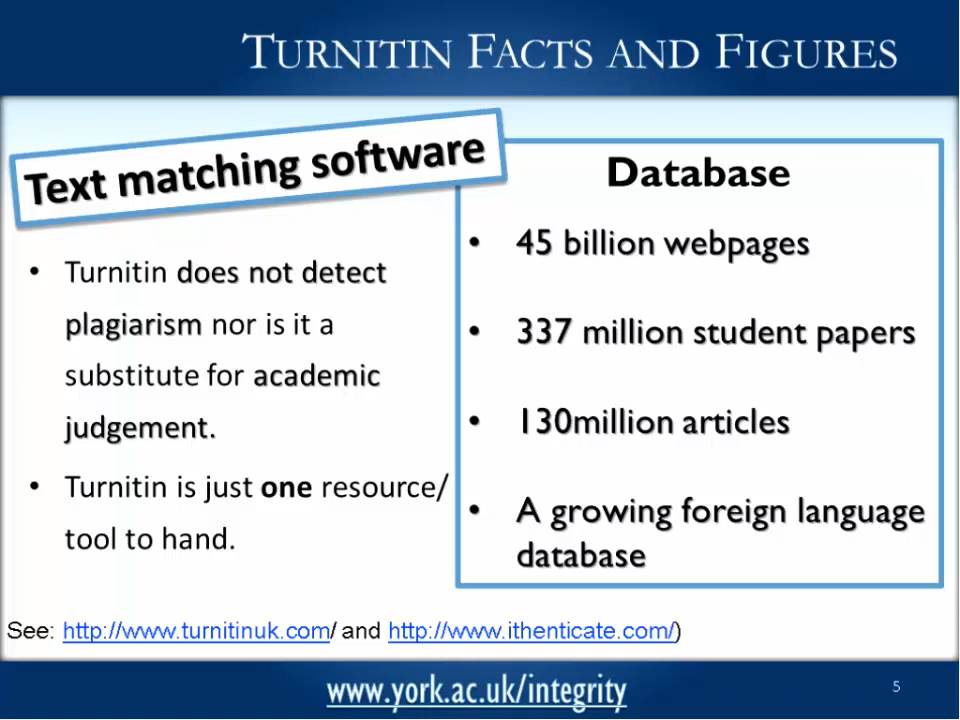 TURNITIN FACTS AND FIGURES
Text matching software
• Turnitin does not detect
plagiarism nor is it a
substitute for academic
judgement.
• Turnitin is just one resource/
tool to hand.
Database
• 45 billion webpages
• 337 million student papers
• 130million articles
• A growing foreign language
database
See: http://www.turnitinuk.com/ and http://www.ithenticate.com/)
www.york.ac.uk/integrity
5